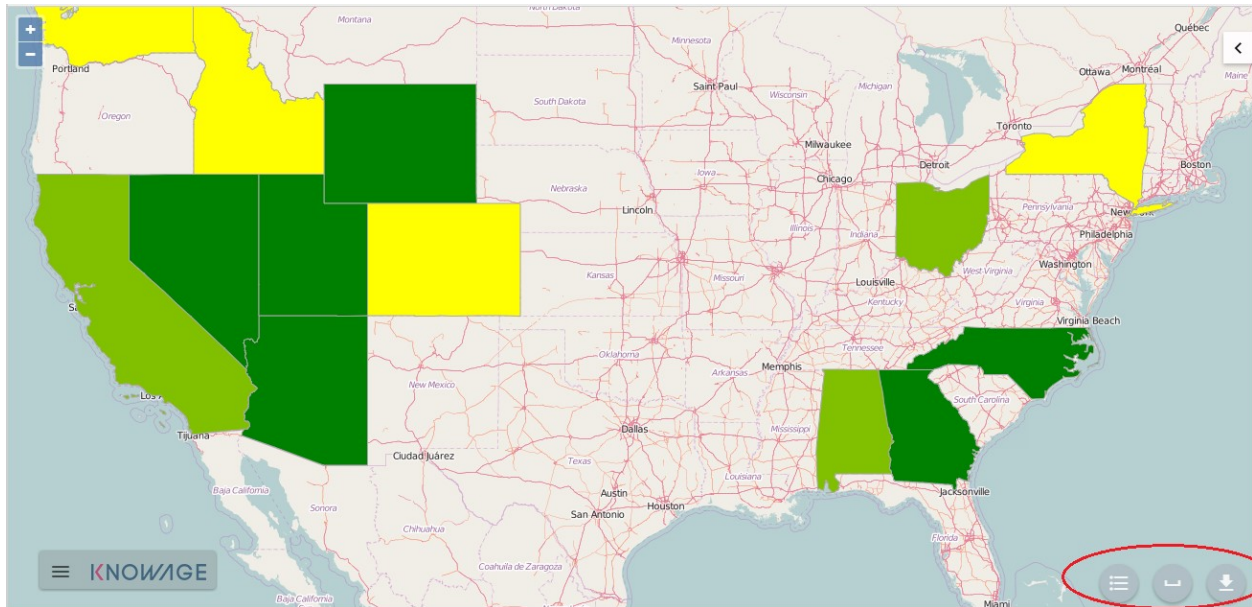 North Dakota
Montana
Minnesota
Québec
Portland
Ottawa
Montréal
Maine
Oregon
Saint Paul
Wisconsin
Michigan
South Dakota
Toronto
Milwaukee
Detroit
Boston
Chicago
Iowa
Nebraska
Lincoln
Pennsylvania
New York
Philadelphia
Illinois
Indiana
Washington
West Virginia
Kansas
Missouri
Louisville
Kentucky
Virginia
Virginia Beach
Tennessee
Oklahoma
Memphis
Arkansas
New Mexico
Los A
South Carolina
Tijuana
Dallas
Mississippi
Ciudad Juárez
Texas
Louisiana
Jacksonville
Baja California
Sonora
Austin
Houston
San Antonio
Chihuahua
Florida
KNOWAGE
Coahuila de Zaragoza
Baja California
Miami